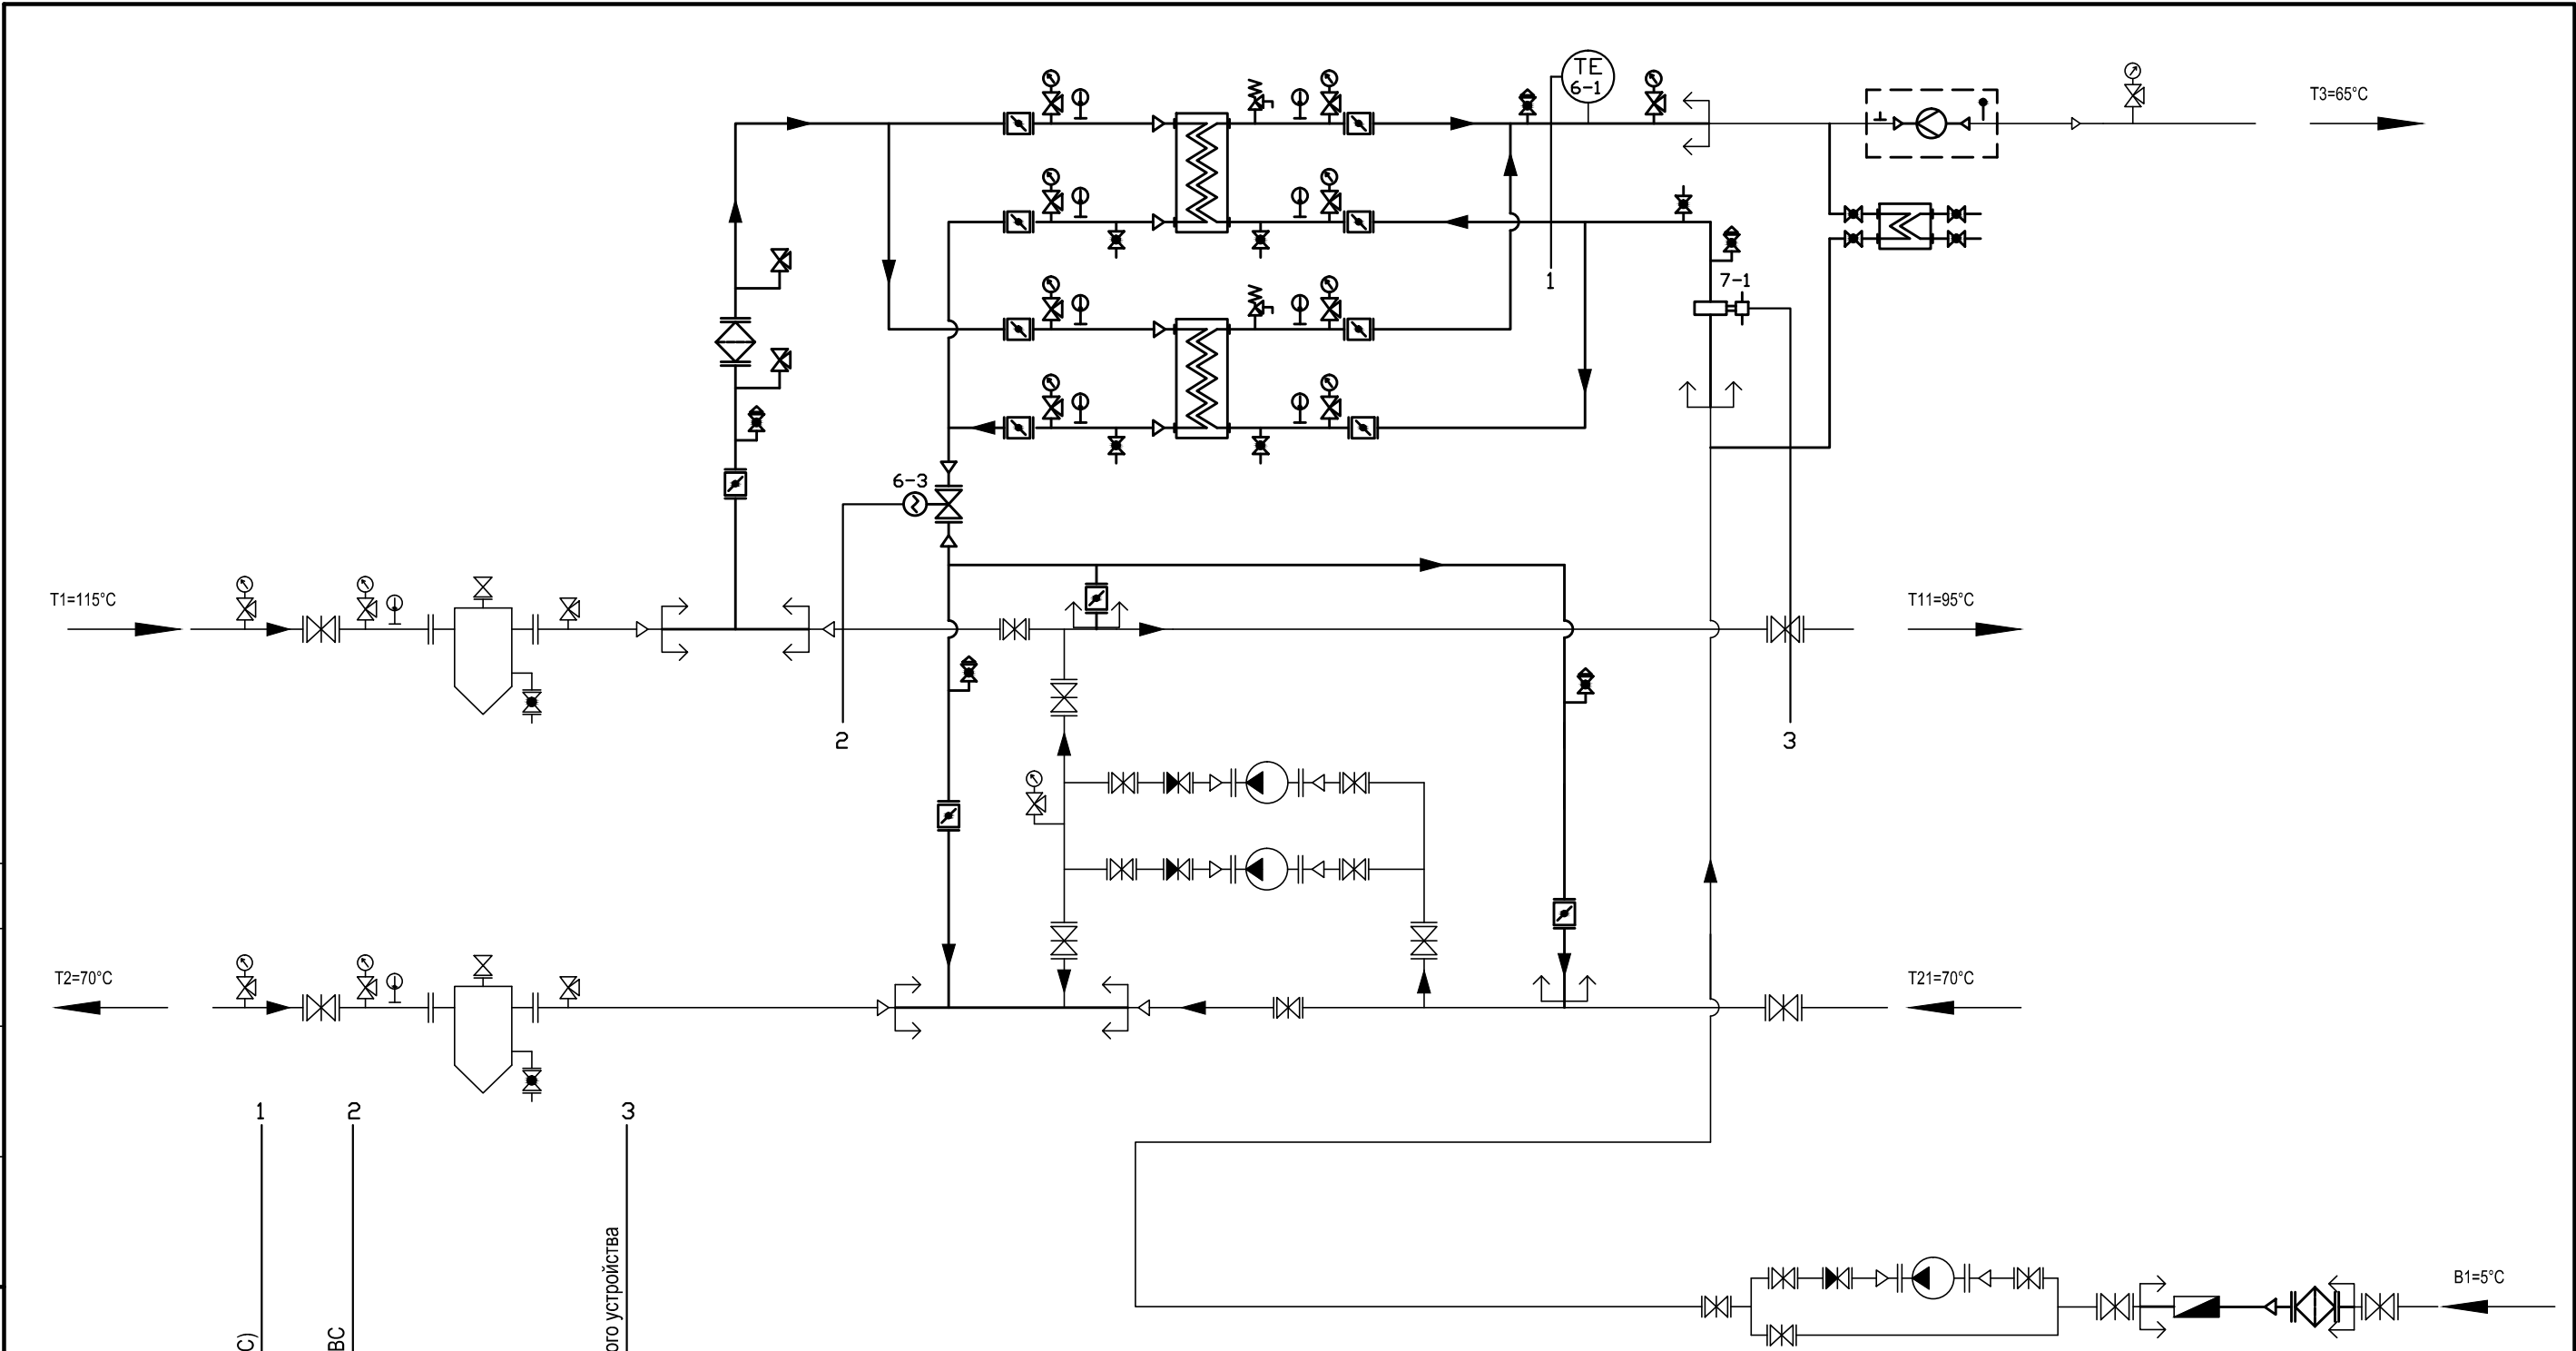 TE
6-1
T3=65°C
1
7-1
6-3
T1=115°C
T11=95°C
2
3
T2=70°C
T21=70°C
1
2
3
ого устройства
С)
ВС
B1=5°C